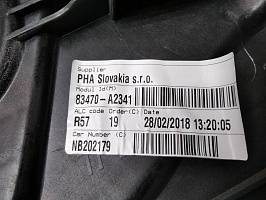 Supplier
PHA Slovakia s.r.o.
Modul Id(M)
83470-A2341
ALC code Order(C) Date
R57 19 28/02/2018 13:20:05
Car Number (C)
NB202179